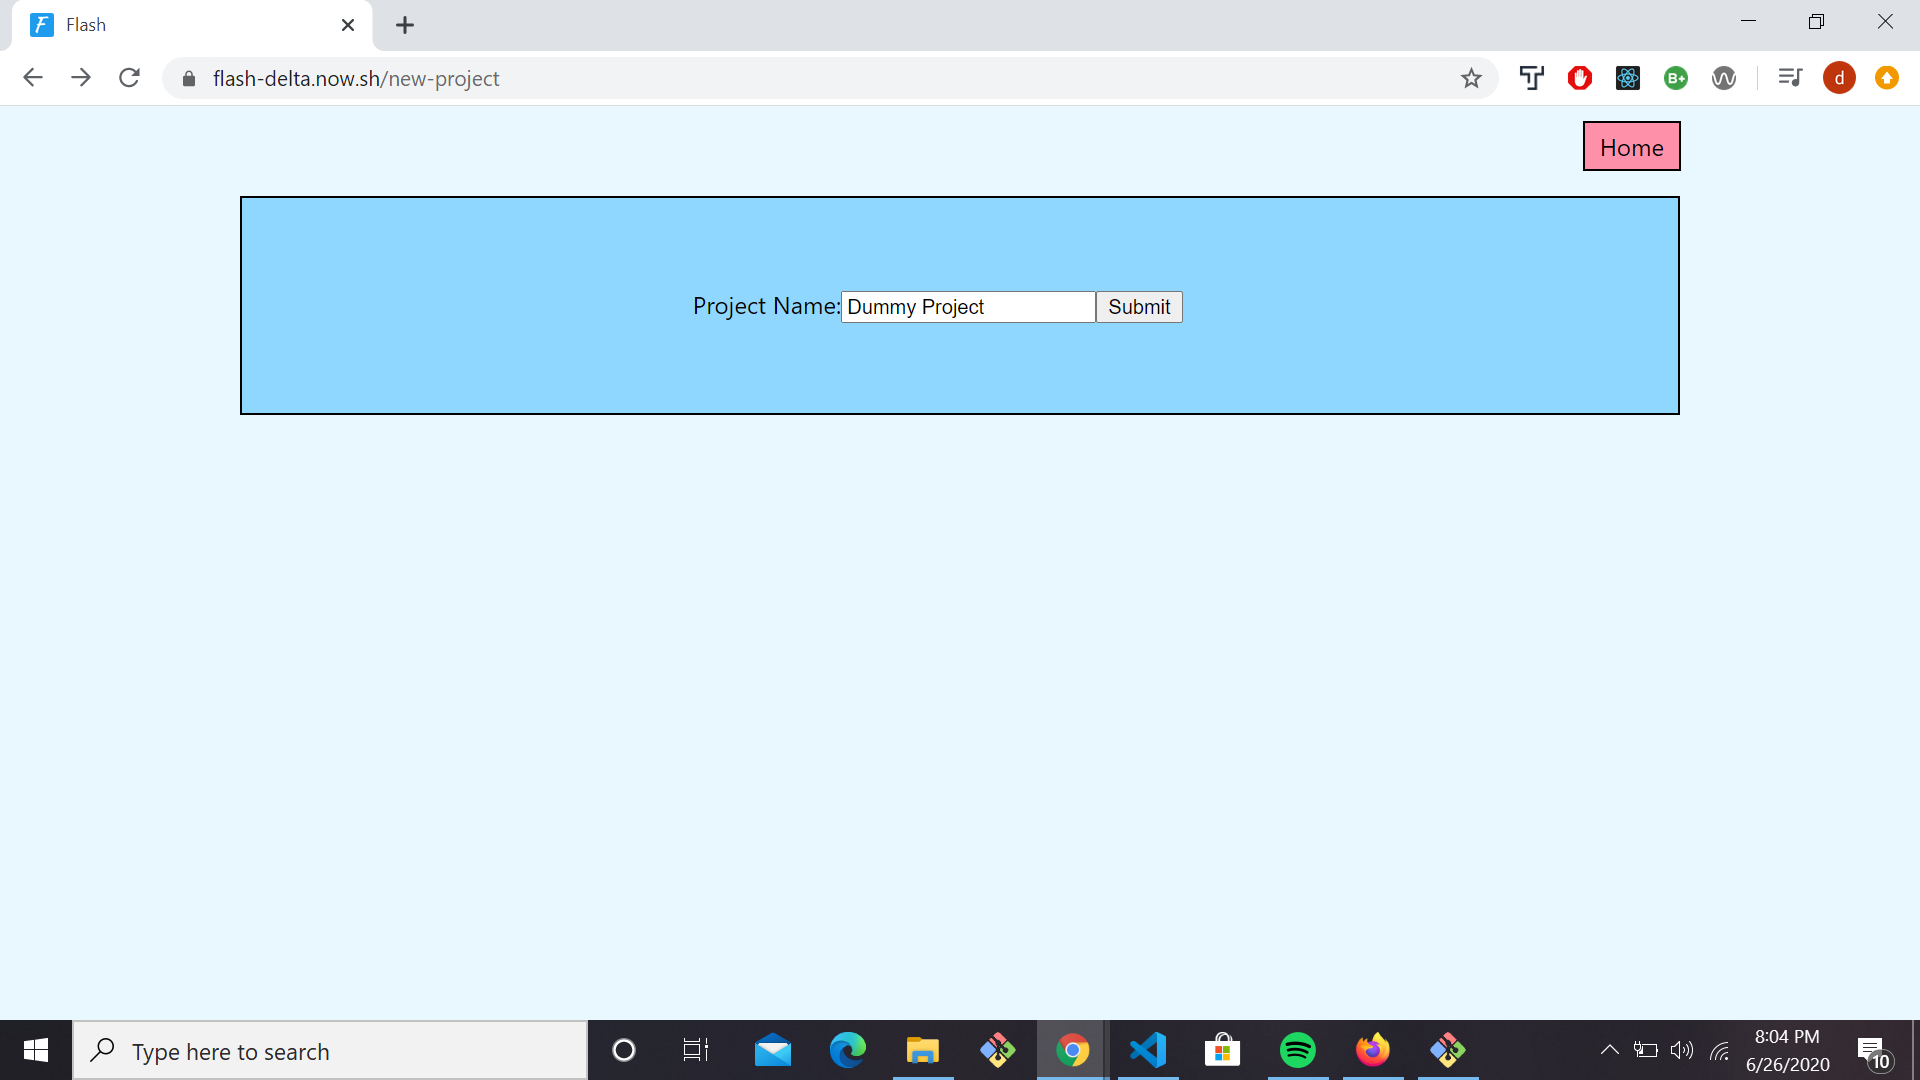 Flash
flash-delta.now.sh/new-project
B+
d
Home
Project Name: Dummy Project Submit
Type here to search
8:04 PM
6/26/2020
10